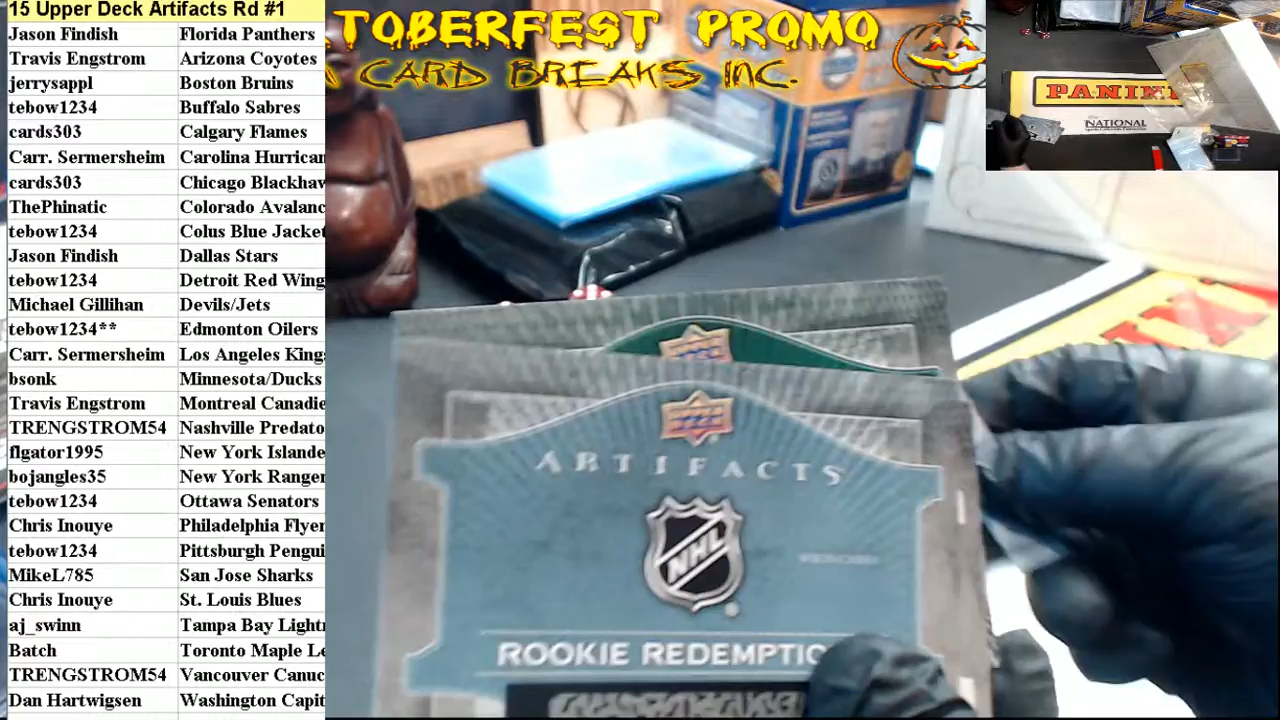 15 Upper Deck Artifacts Rd #1
Jason Findish Florida Panthers
Travis Engstrom Arizona Coyotes
jerrysappl Boston Bruins
tebow1234 Buffalo Sabres
cards303 Calgary Flames
Carr. Sermersheim Carolina Hurrican
cards303 Chicago Blackhav
ThePhinatic Colorado Avalanc
tebow1234 Colus Blue Jacket
Jason Findish Dallas Stars
tebow1234 Detroit Red Wing
Michael Gillihan Devils/Jets
tebow1234** Edmonton Oilers
Carr. Sermersheim Los Angeles Kings
bsonk Minnesota/Ducks
Travis Engstrom Montreal Canadie
TRENGSTROM54 Nashville Predato
flgator1995 New York Islande
bojangles35 New York Ranger
tebow1234 Ottawa Senators
Chris Inouye Philadelphia Flyer
tebow1234 Pittsburgh Pengui
MikeL785 San Jose Sharks
Chris Inouye St. Louis Blues
aj_swinn Tampa Bay Lightn
Batch Toronto Maple Le
TRENGSTROM54 Vancouver Canuc
Dan Hartwigsen Washington Capit
TOBERFEST PROMO
CARD BREAKS INC.
PANINI
NATIONAL
ARTIFACTS
NHL
ROOKIE REDEMPTIO